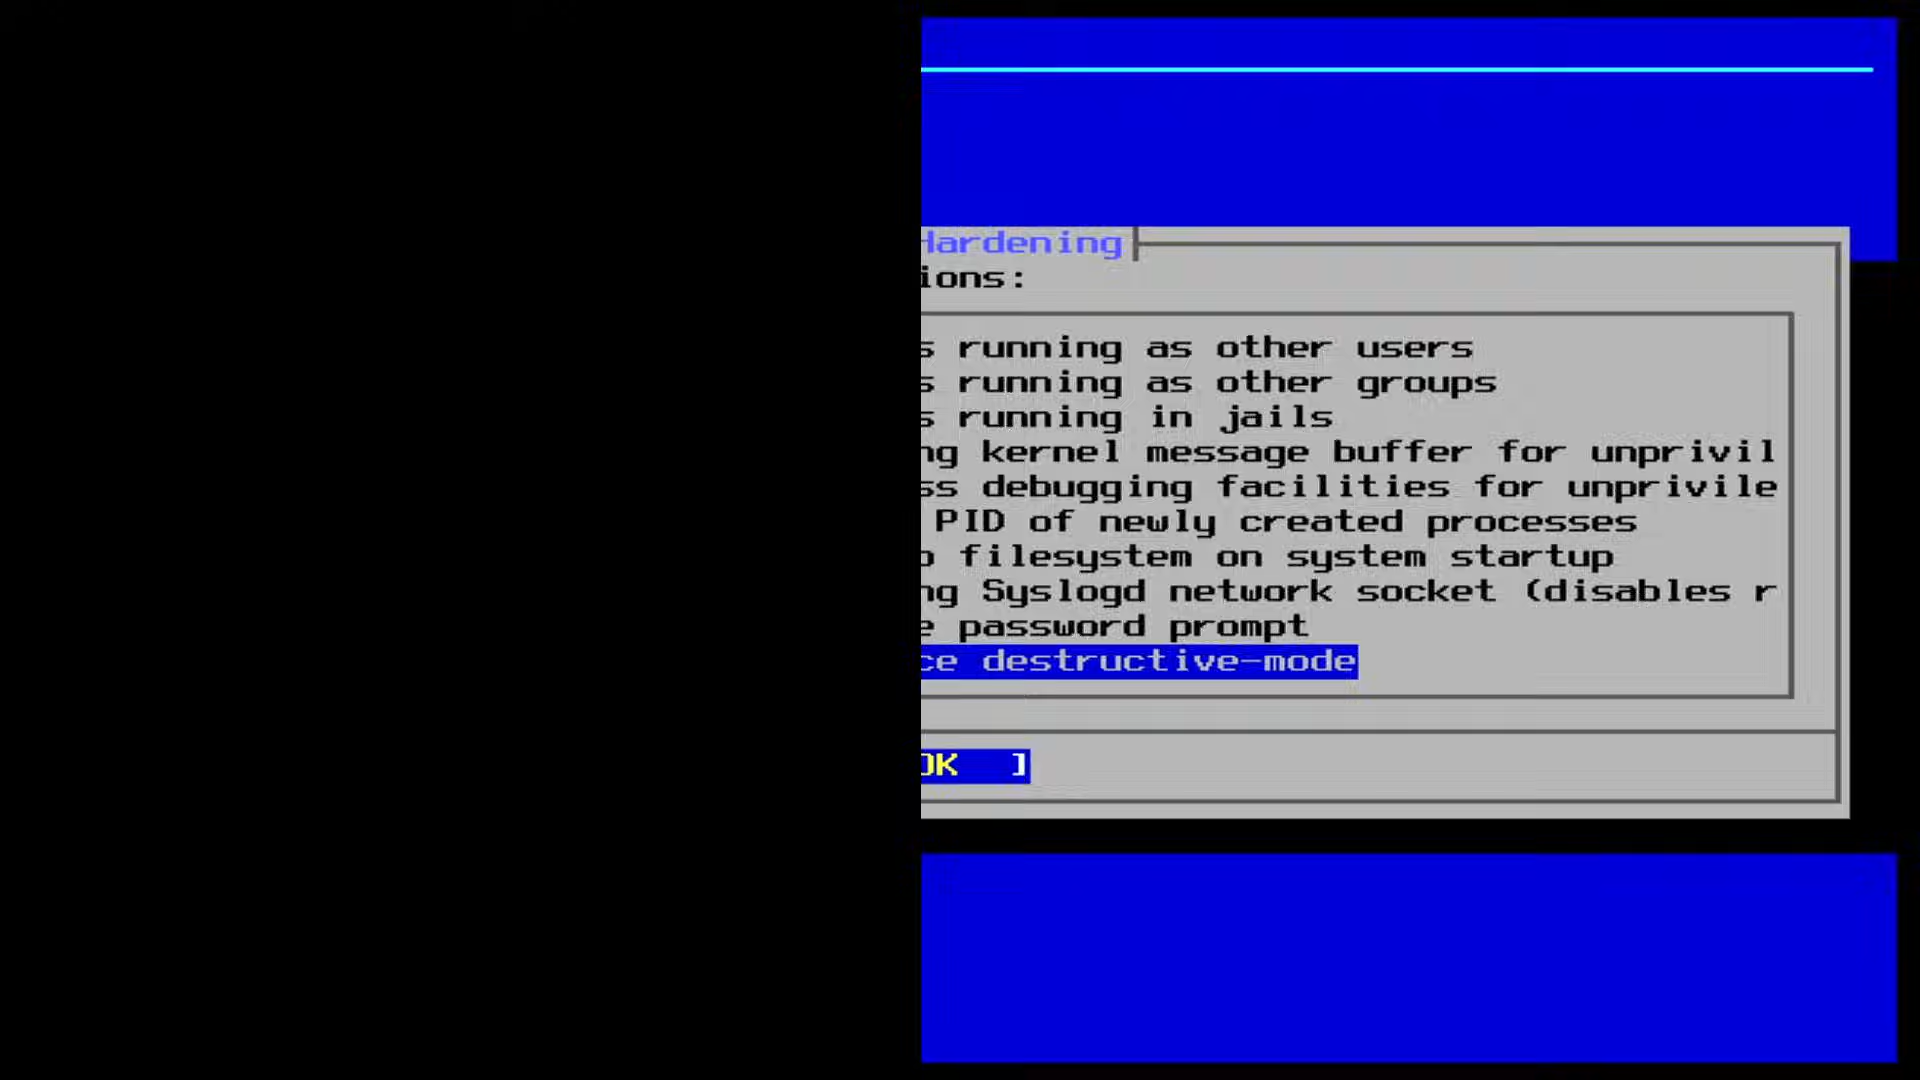 Hardening
ions:
s running as other users
s running as other groups
s running in jails
ng kernel message buffer for unprivil
ss debugging facilities for unprivile
PID of newly created processes
filesystem on system startup
ng Syslogd network socket (disables r
e password prompt
ce destructive-mode
OK ]